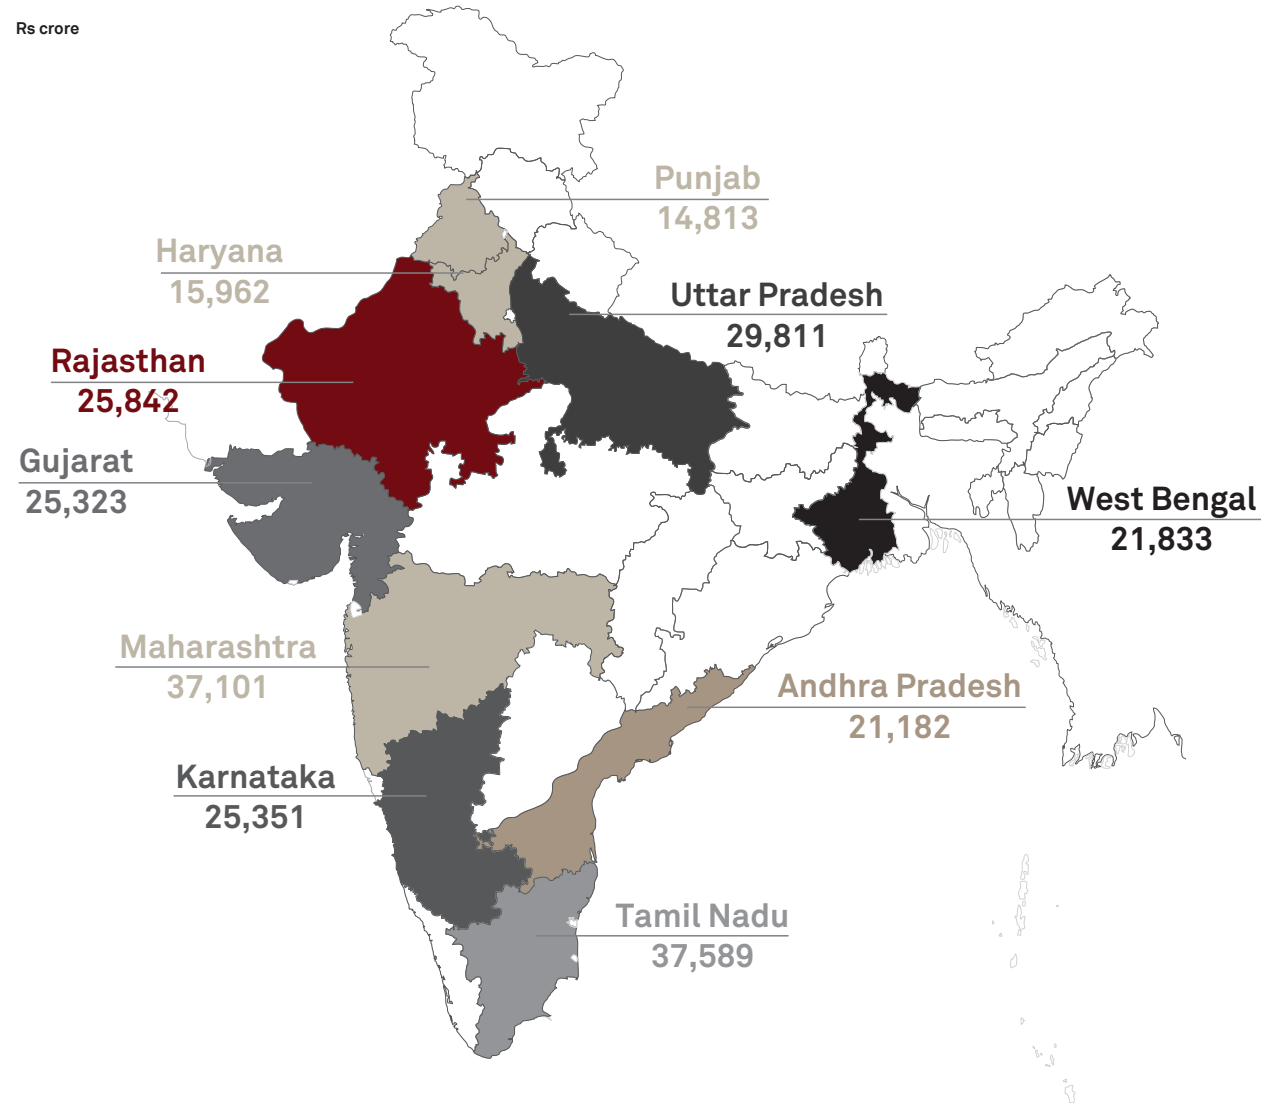 Rs crore
Punjab
14,813
Haryana
15,962
Uttar Pradesh
29,811
Rajasthan
25,842
Gujarat
25,323
West Bengal
21,833
Maharashtra
37,101
Andhra Pradesh
21,182
Karnataka
25,351
Tamil Nadu
37,589